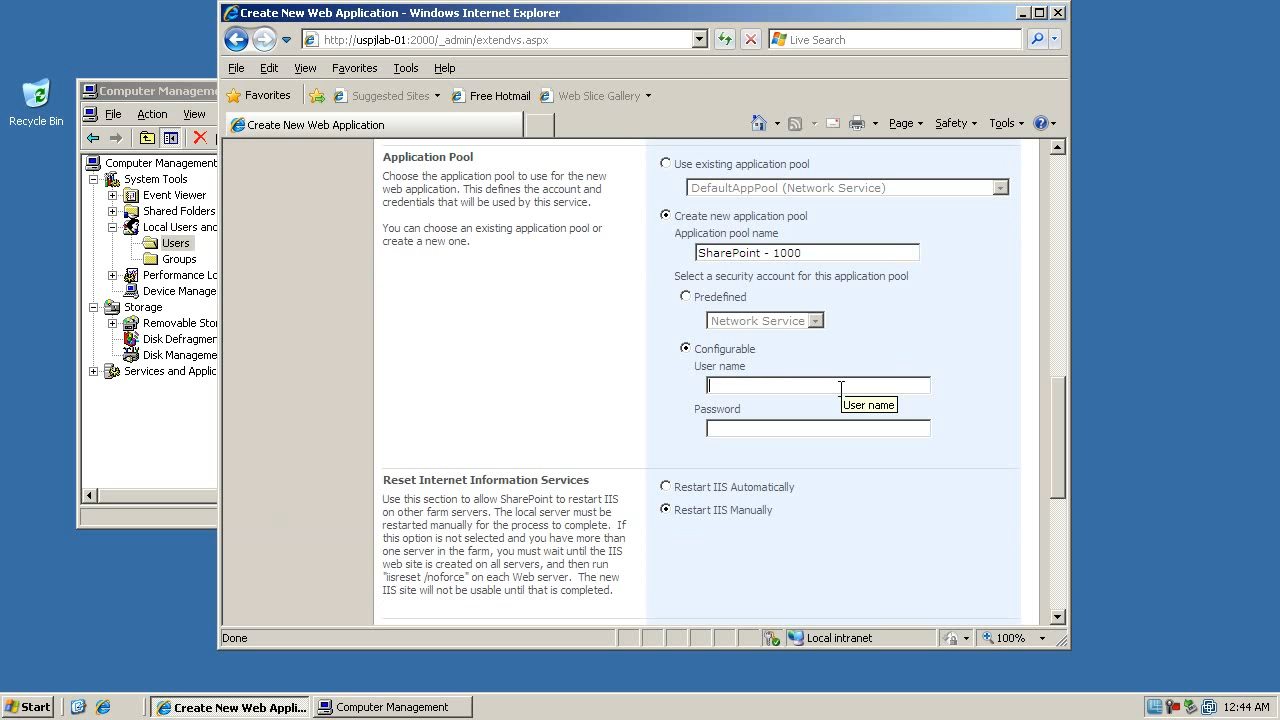 Create New Web Application - Windows Internet Explorer
http://uspjlab-01:2000/_admin/extendvs.aspx
Live Search
File Edit View Favorites Tools Help
Favorites Suggested Sites Free Hotmail Web Slice Gallery
Create New Web Application
Page Safety Tools
Recycle Bin
Computer Managem
File Action View
Computer Management
System Tools
Event Viewer
Shared Folders
Local Users and
Users
Groups
Performance Lo
Device Manage
Storage
Removable Sto
Disk Defragmen
Disk Manageme
Services and Applic
Application Pool
Choose the application pool to use for the new
web application. This defines the account and
credentials that will be used by this service.
You can choose an existing application pool or
create a new one.
Use existing application pool
DefaultAppPool (Network Service)
Create new application pool
Application pool name
SharePoint - 1000
Select a security account for this application pool
Predefined
Network Service
Configurable
User name
User name
Password
Reset Internet Information Services
Use this section to allow SharePoint to restart IIS
on other farm servers. The local server must be
restarted manually for the process to complete. If
this option is not selected and you have more than
one server in the farm, you must wait until the IIS
web site is created on all servers, and then run
"iisreset /noforce" on each Web server. The new
IIS site will not be usable until that is completed.
Restart IIS Automatically
Restart IIS Manually
Done
Local intranet
100%
Start
Create New Web Appli...
Computer Management
12:44 AM